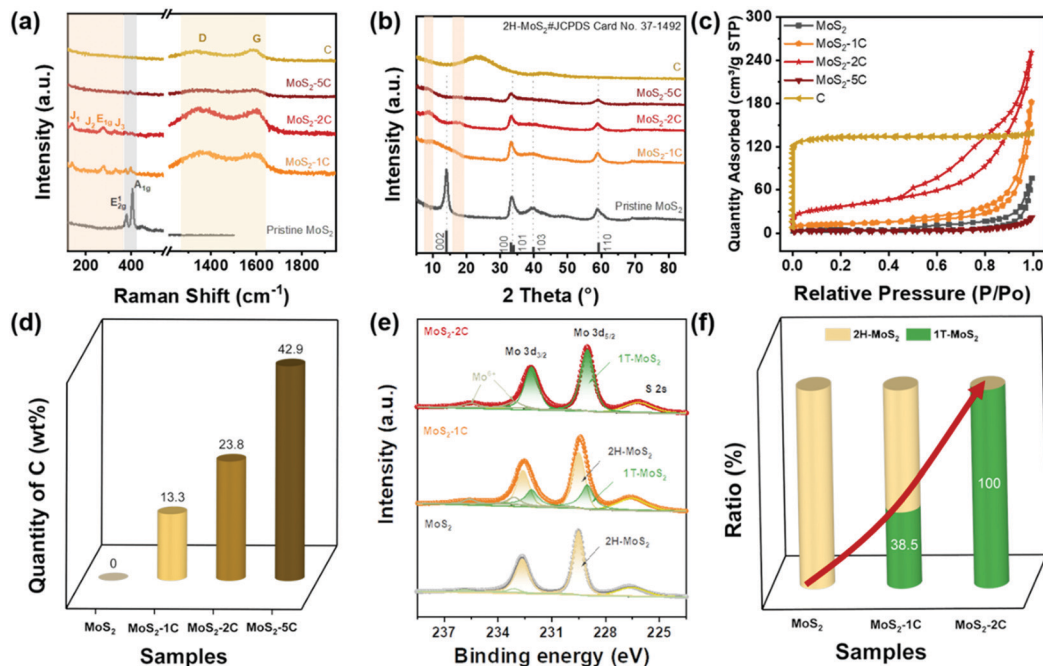 (a)
D
G
C
MoS₂-5C
J₁
J₂
E₁g
J₃
MoS₂-2C
MoS₂-1C
A₁g
E¹₂g
Pristine MoS₂
Intensity (a.u.)
200
400
1400
1600
1800
Raman Shift (cm⁻¹)
(b)
2H-MoS₂#JCPDS Card No. 37-1492
C
MoS₂-5C
MoS₂-2C
MoS₂-1C
Pristine MoS₂
002
100
101
103
110
Intensity (a.u.)
10
20
30
40
50
60
70
80
2 Theta (°)
(c)
MoS₂
MoS₂-1C
MoS₂-2C
MoS₂-5C
C
Quantity Adsorbed (cm³/g STP)
300
240
180
120
60
0
0.0
0.2
0.4
0.6
0.8
1.0
Relative Pressure (P/Po)
(d)
0
13.3
23.8
42.9
Quantity of C (wt%)
MoS₂
MoS₂-1C
MoS₂-2C
MoS₂-5C
Samples
(e)
MoS₂-2C
Mo 3d₃/₂
Mo 3d₅/₂
1T-MoS₂
Mo⁶⁺
S 2s
MoS₂-1C
2H-MoS₂
1T-MoS₂
MoS₂
2H-MoS₂
Intensity (a.u.)
237
234
231
228
225
Binding energy (eV)
(f)
2H-MoS₂
1T-MoS₂
38.5
100
Ratio (%)
MoS₂
MoS₂-1C
MoS₂-2C
Samples